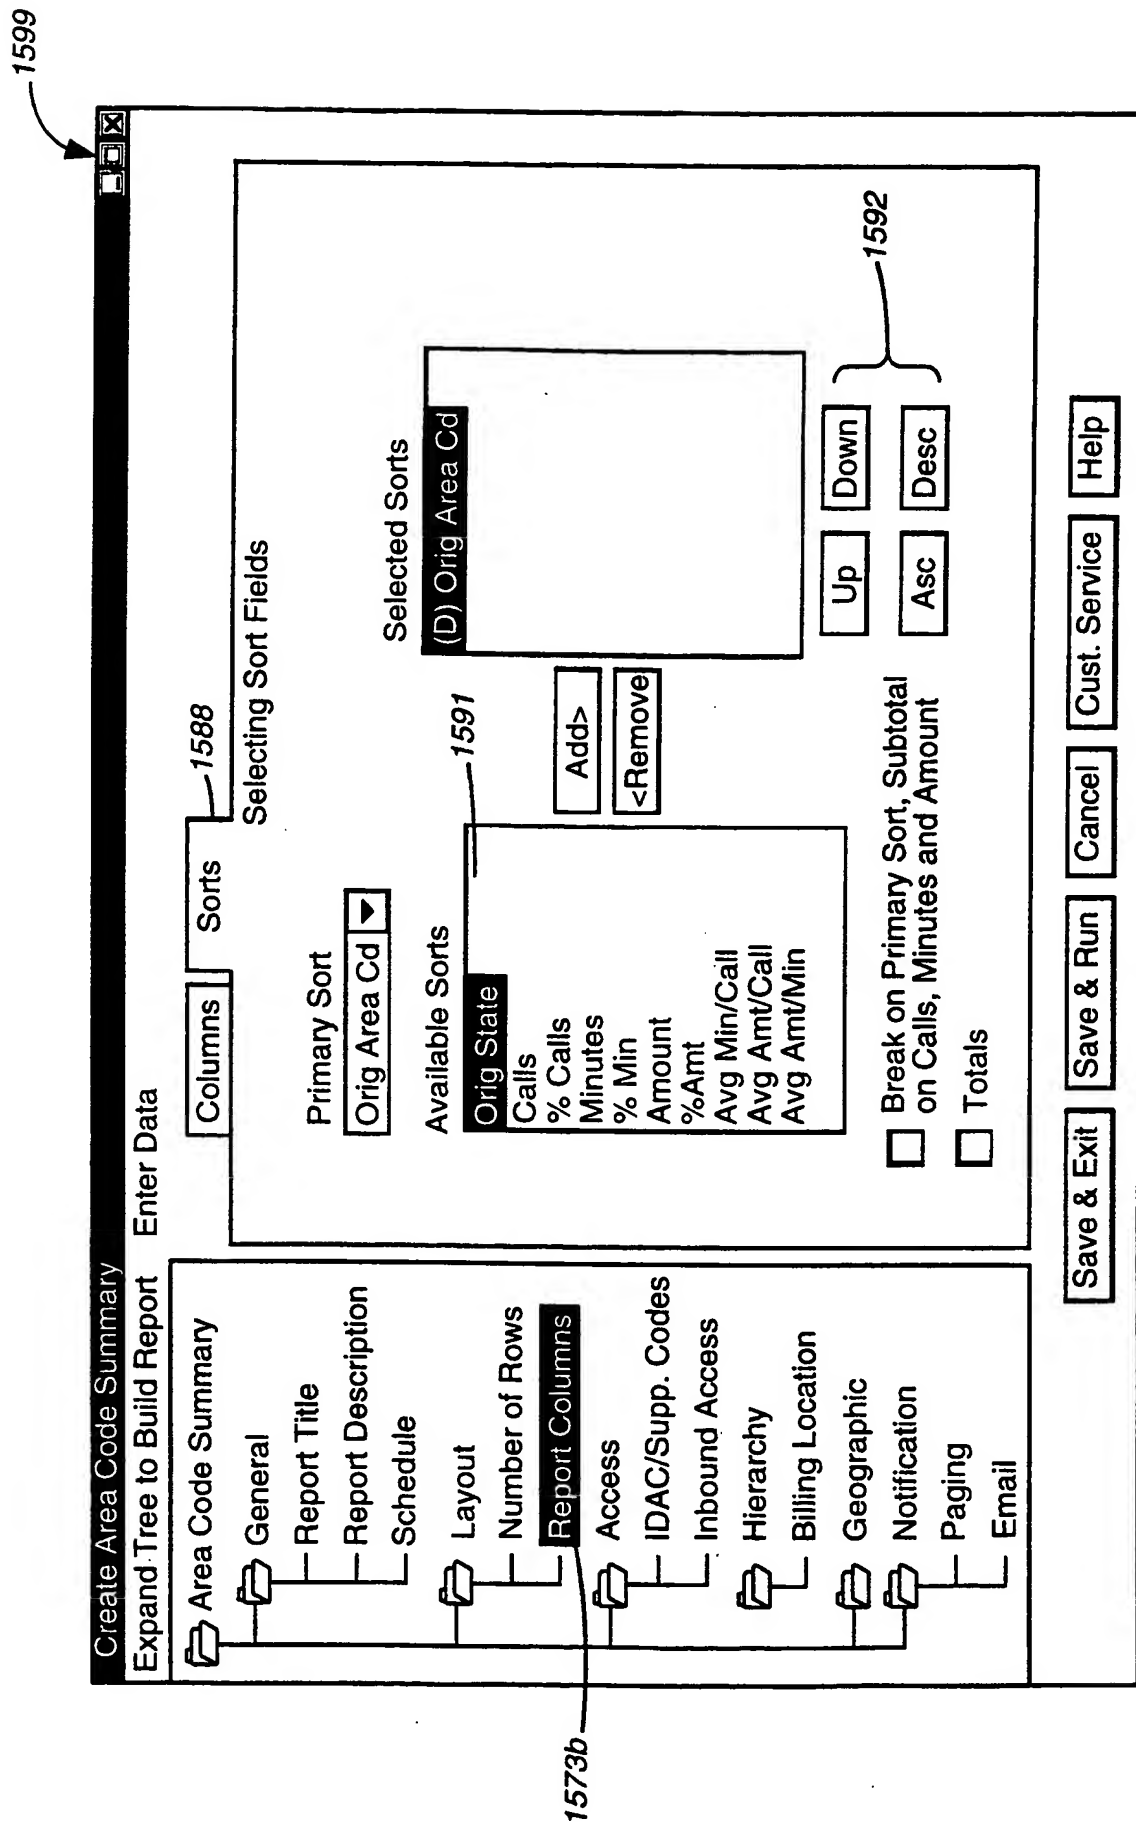 1599
Create Area Code Summary
Expand Tree to Build Report
Enter Data
Area Code Summary
General
Report Title
Report Description
Schedule
Layout
Number of Rows
Report Columns
Access
IDAC/Supp. Codes
Inbound Access
Hierarchy
Billing Location
Geographic
Notification
Paging
Email
1573b
Columns
Sorts
1588
Selecting Sort Fields
Primary Sort
Orig Area Cd
Available Sorts
Orig State
Calls
% Calls
Minutes
% Min
Amount
%Amt
Avg Min/Call
Avg Amt/Call
Avg Amt/Min
1591
Add>
<Remove
Selected Sorts
(D) Orig Area Cd
Up
Down
Asc
Desc
1592
Break on Primary Sort, Subtotal
on Calls, Minutes and Amount
Totals
Save & Exit
Save & Run
Cancel
Cust. Service
Help